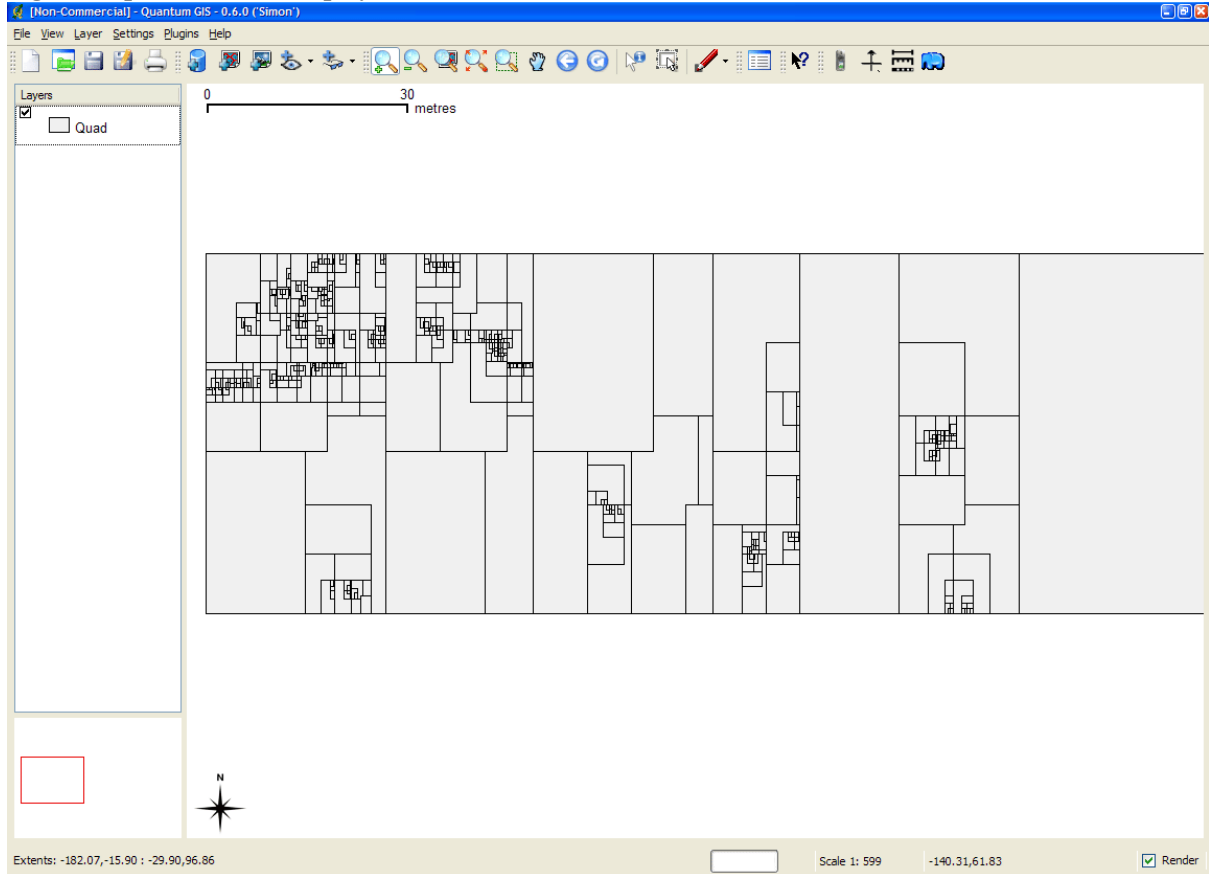 [Non-Commercial] - Quantum GIS - 0.6.0 ('Simon')
File View Layer Settings Plugins Help
Layers
Quad
0 30
metres
N
Extents: -182.07,-15.90 : -29.90,96.86
Scale 1: 599
-140.31,61.83
Render